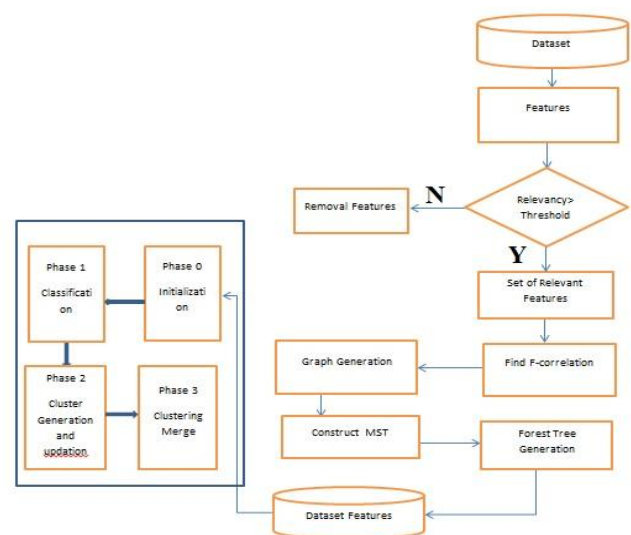 Dataset
Features
Relevancy>
Threshold
N
Removal Features
Y
Set of Relevant
Features
Find F-correlation
Graph Generation
Construct MST
Forest Tree
Generation
Dataset Features
Phase 0
Initializati
on
Phase 1
Classificati
on
Phase 2
Cluster
Generation
and
updation
Phase 3
Clustering
Merge